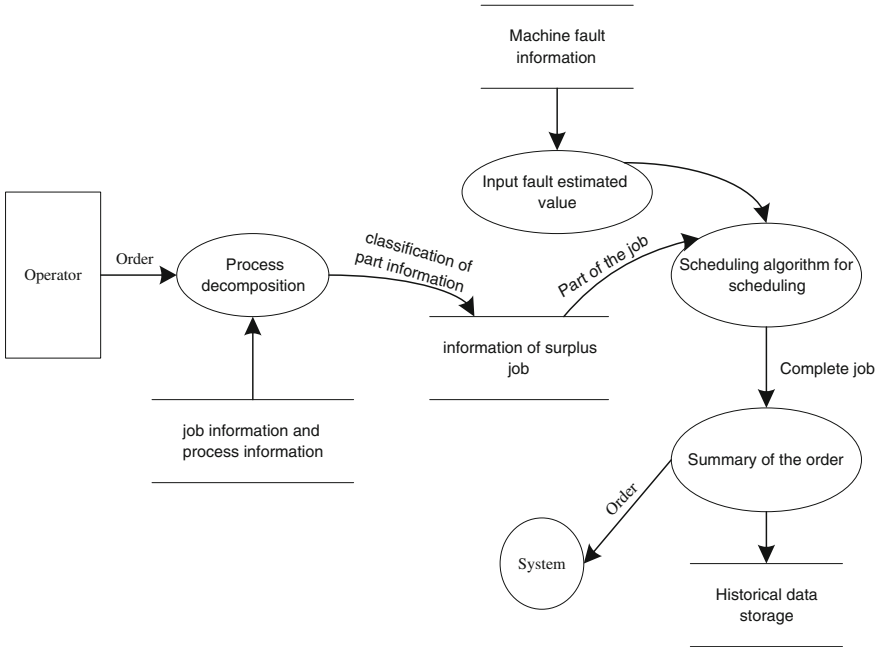 Machine fault
information
Input fault estimated
value
Operator
Order
Process
decomposition
classification of
part information
Part of the job
Scheduling algorithm for
scheduling
information of surplus
job
Complete job
job information and
process information
Summary of the order
Order
System
Historical data
storage